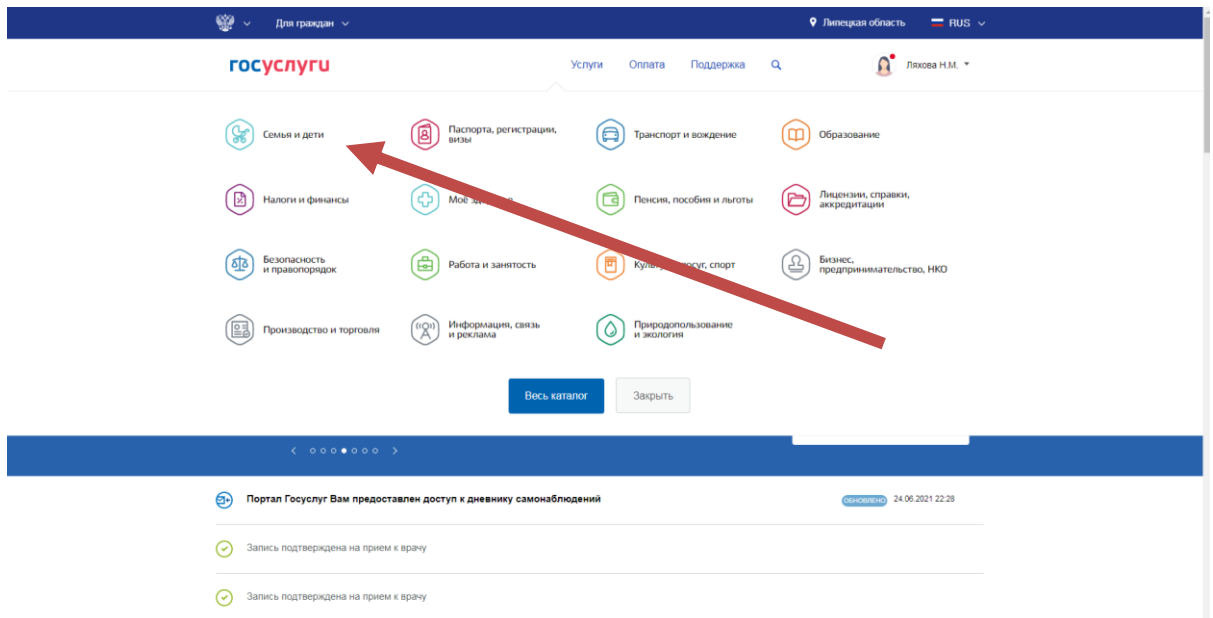 Для граждан
Липецкая область
RUS
госуслуги
Услуги Оплата Поддержка
Ляхова Н.М.
Семья и дети
Паспорта, регистрации,
визы
Транспорт и вождение
Образование
Налоги и финансы
Моё
Пенсия, пособия и льготы
Лицензии, справки,
аккредитации
Безопасность
и правопорядок
Работа и занятость
спорт
Бизнес,
предпринимательство, НКО
Производство и торговля
Информация, связь
и реклама
Природопользование
и экология
Весь каталог
Закрыть
Портал Госуслуг Вам предоставлен доступ к дневнику самонаблюдений
ОБНОВЛЕНО 24.06.2021 22:28
Запись подтверждена на прием к врачу
Запись подтверждена на прием к врачу